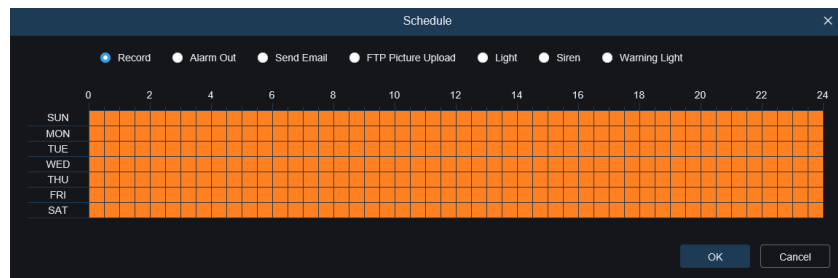 Schedule
Record Alarm Out Send Email FTP Picture Upload Light Siren Warning Light
0 2 4 6 8 10 12 14 16 18 20 22 24
SUN
MON
TUE
WED
THU
FRI
SAT
OK Cancel